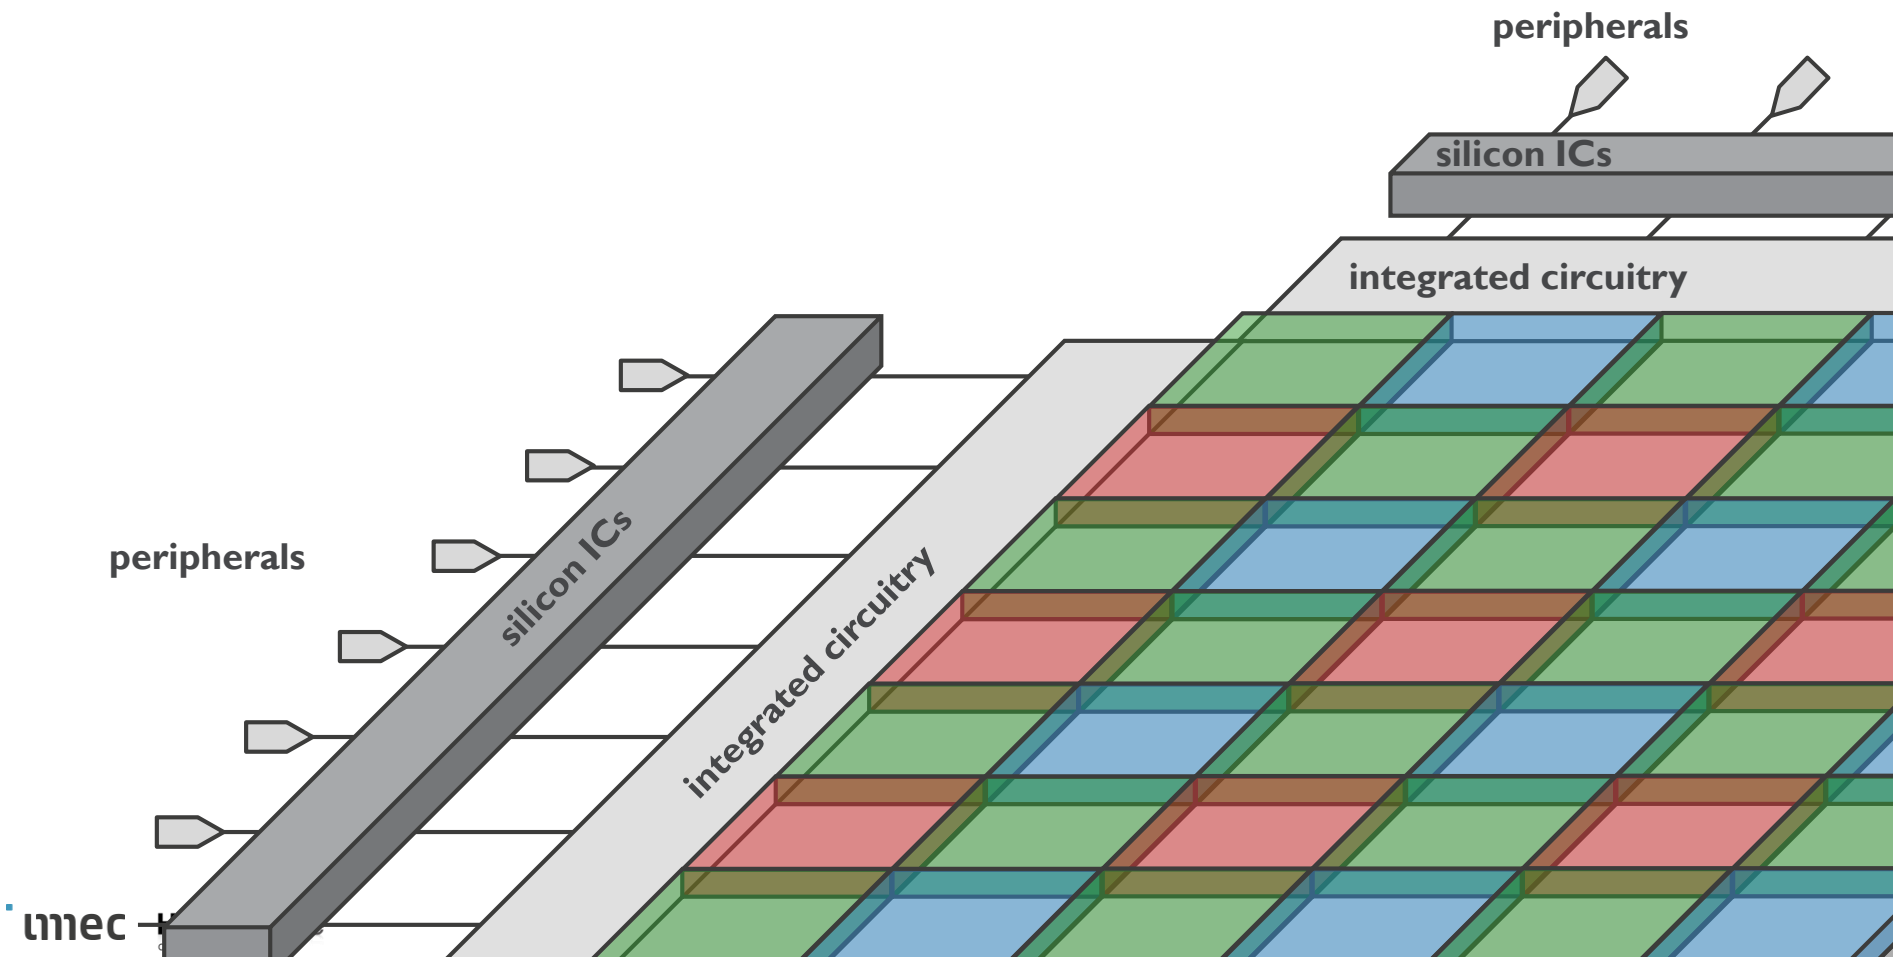 peripherals
silicon ICs
integrated circuitry
peripherals
silicon ICs
integrated circuitry
imec